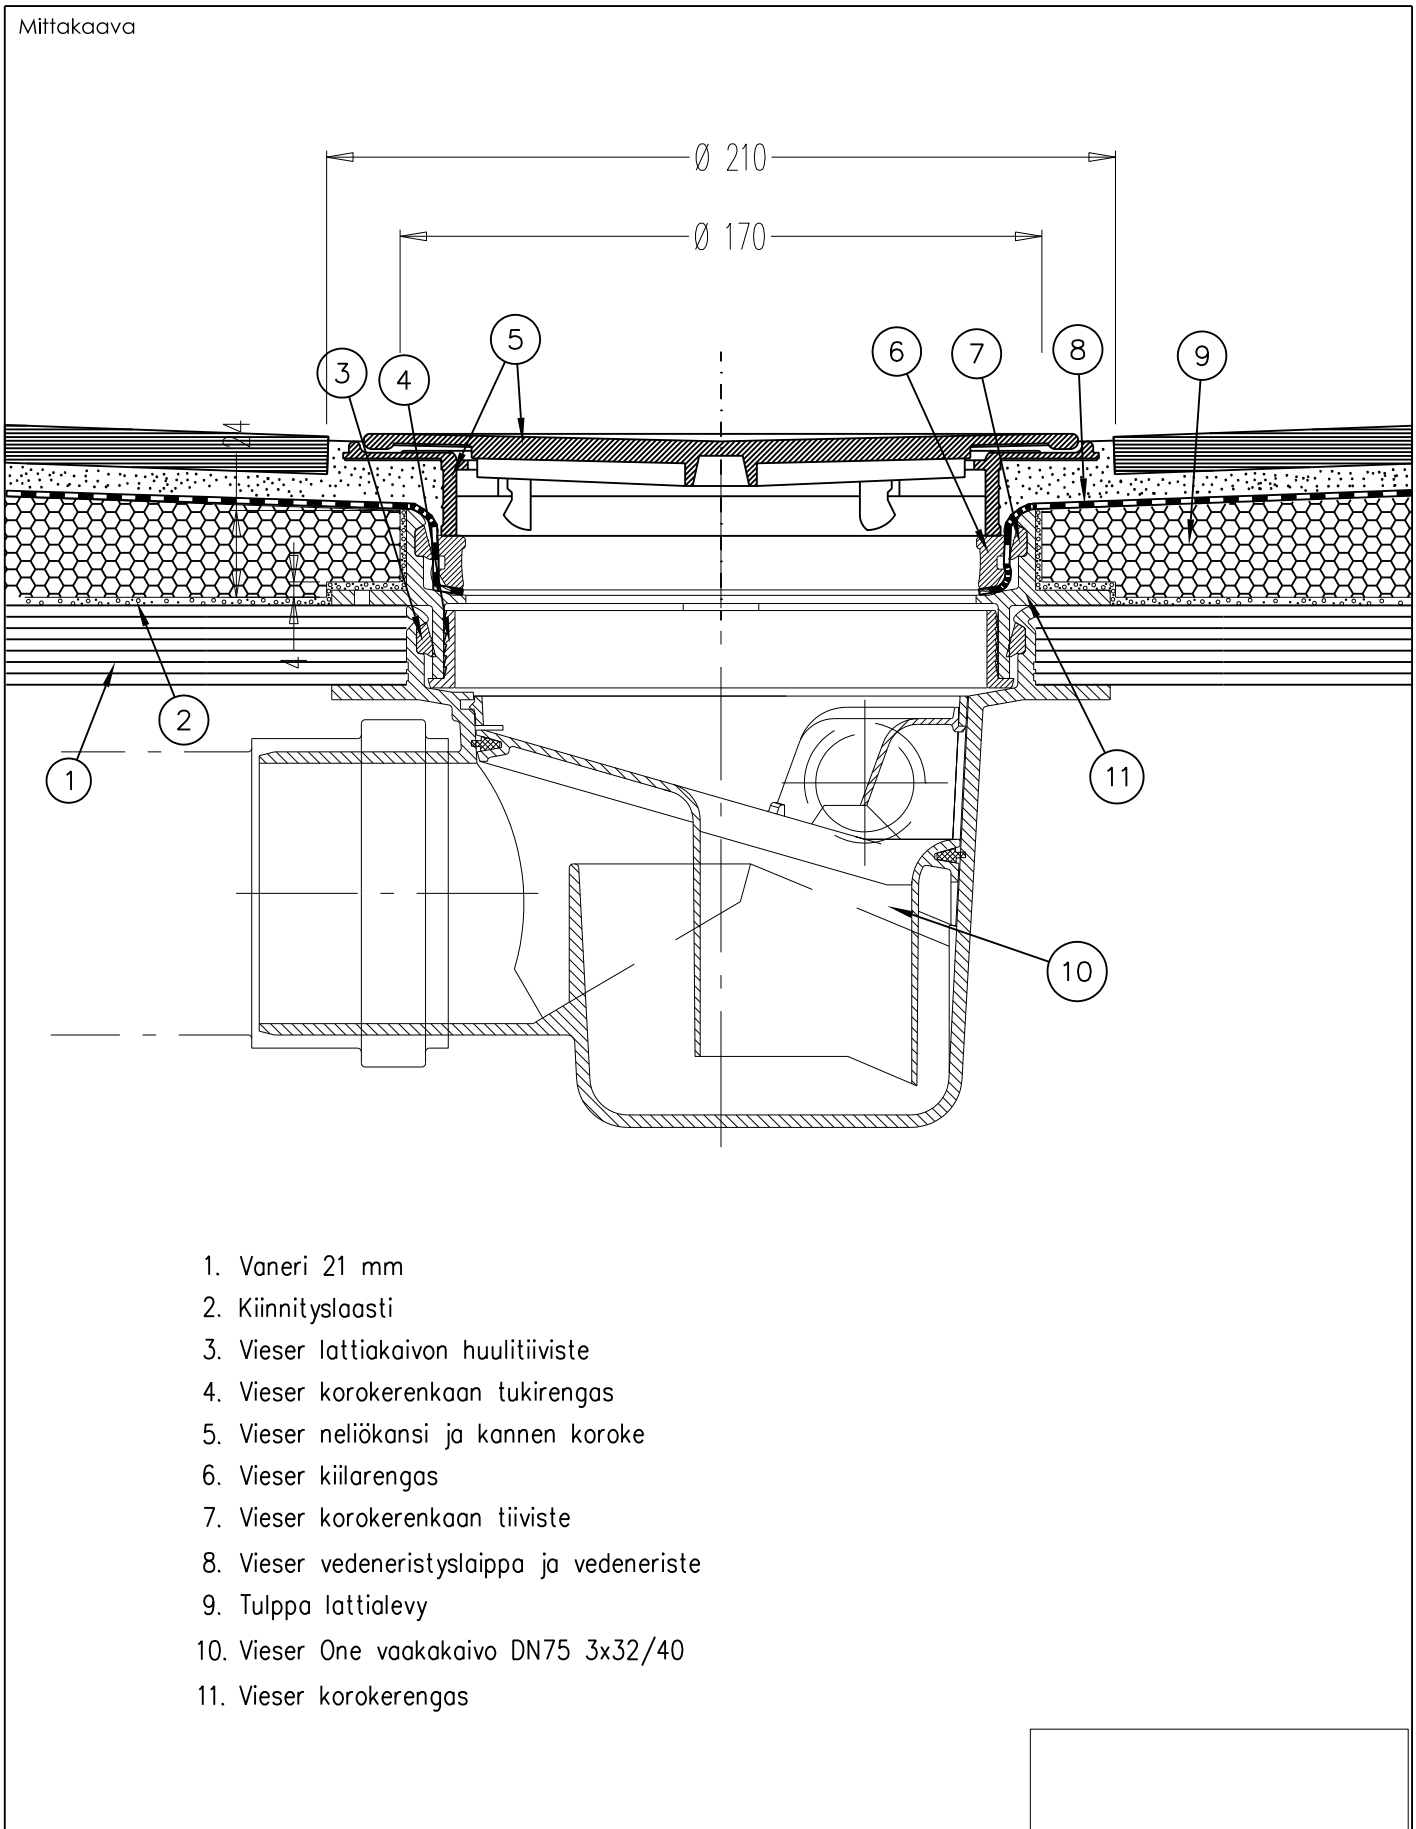 Mittakaava
Ø 210
Ø 170
5
6
7
8
9
3
4
24
4
2
1
11
10
1. Vaneri 21 mm
2. Kiinnityslaasti
3. Vieser lattiakaivon huulitiiviste
4. Vieser korokerenkaan tukirengas
5. Vieser neliökansi ja kannen koroke
6. Vieser kiilarengas
7. Vieser korokerenkaan tiiviste
8. Vieser vedeneristyslaippa ja vedeneriste
9. Tulppa lattialevy
10. Vieser One vaakakaivo DN75 3x32/40
11. Vieser korokerengas